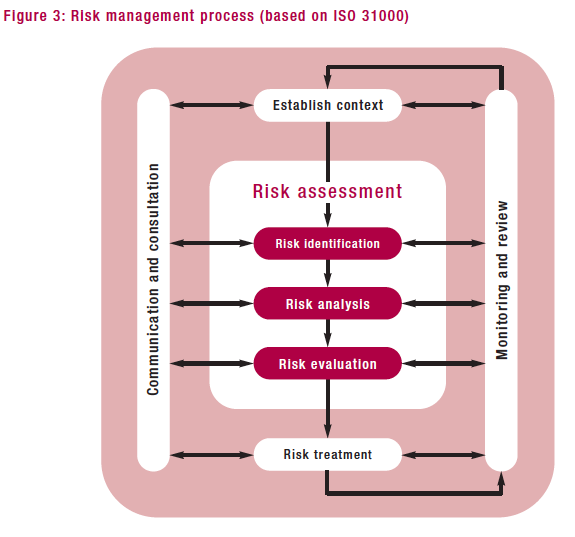 Figure 3: Risk management process (based on ISO 31000)
Establish context
Communication and consultation
Risk assessment
Risk identification
Risk analysis
Risk evaluation
Monitoring and review
Risk treatment